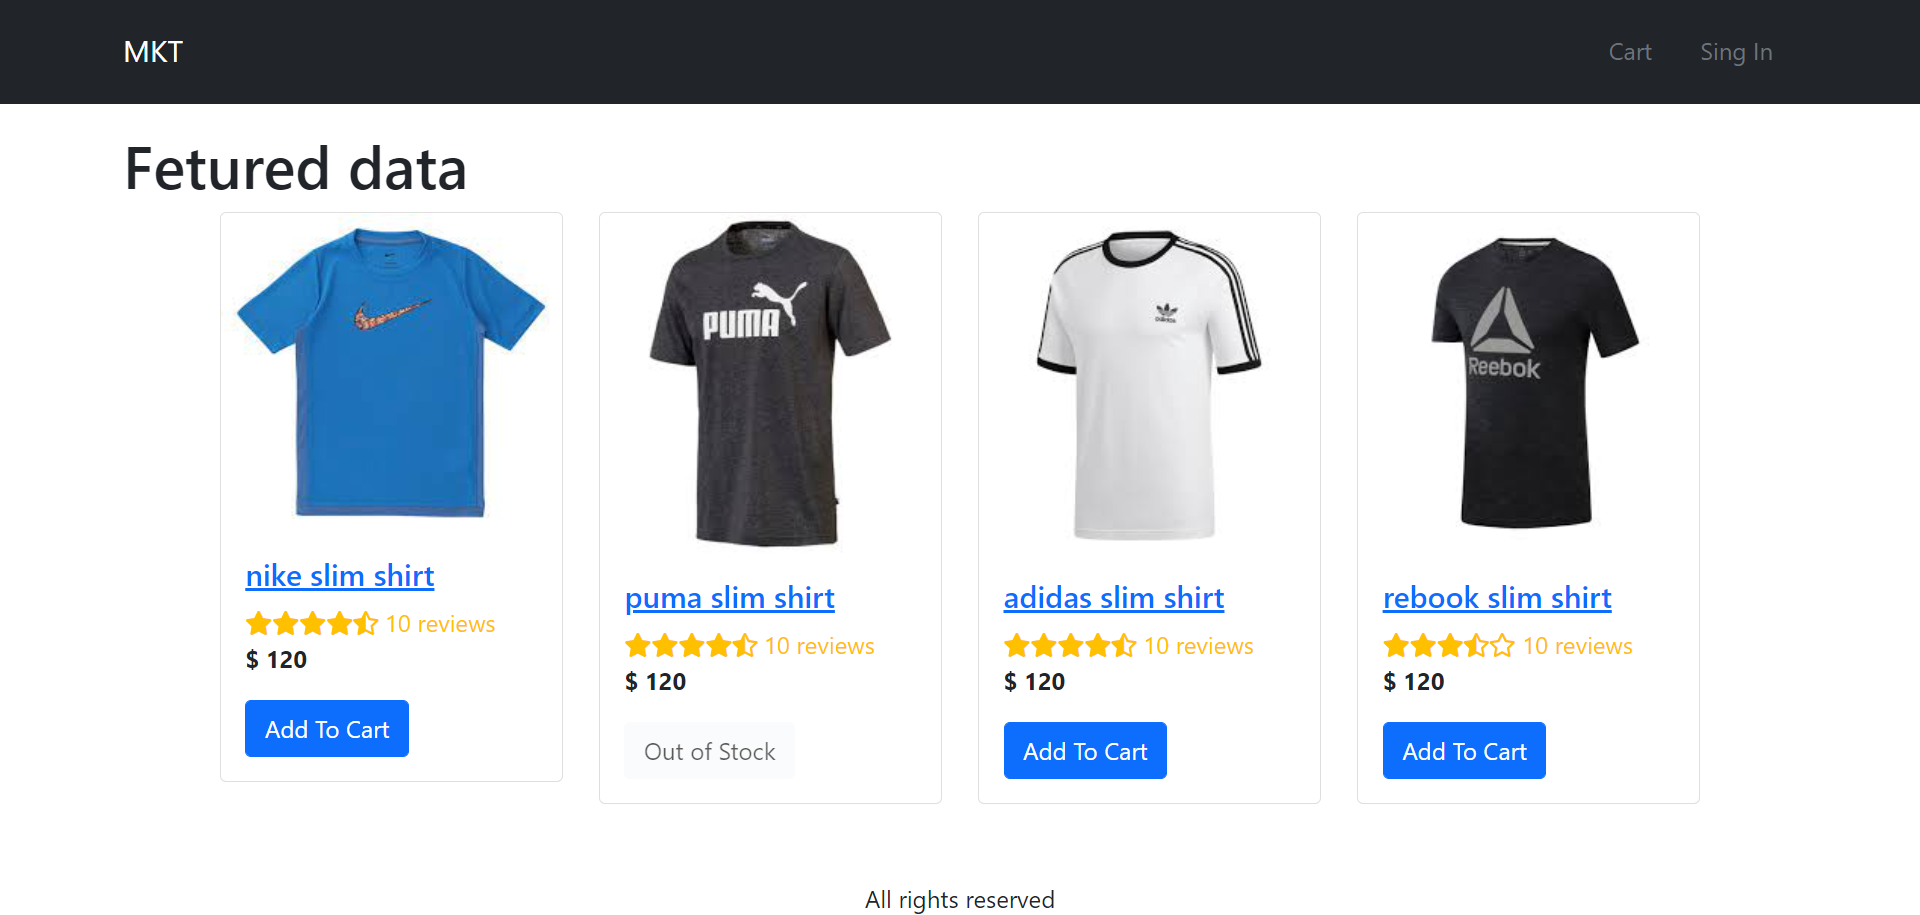 MKT
Cart
Sing In
Fetured data
PUMA
adidas
Reebok
nike slim shirt
10 reviews
$ 120
Add To Cart
puma slim shirt
10 reviews
$ 120
Out of Stock
adidas slim shirt
10 reviews
$ 120
Add To Cart
rebook slim shirt
10 reviews
$ 120
Add To Cart
All rights reserved